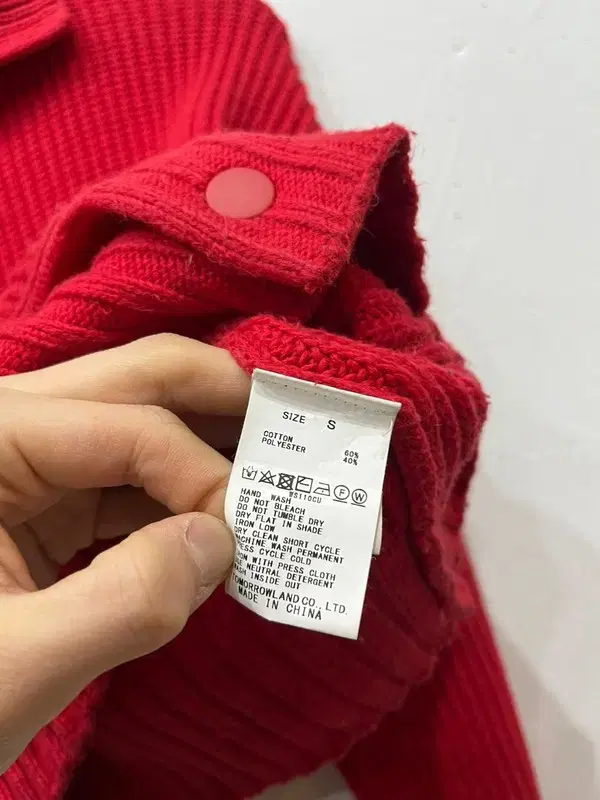 SIZE S
COTTON 60%
POLYESTER 40%
F W
WS110CU
HAND WASH
DO NOT BLEACH
DO NOT TUMBLE DRY
DRY FLAT IN SHADE
IRON LOW
DRY CLEAN SHORT CYCLE
MACHINE WASH PERMANENT
PRESS CYCLE COLD
IRON WITH PRESS CLOTH
USE NEUTRAL DETERGENT
WASH INSIDE OUT
TOMORROWLAND CO., LTD.
MADE IN CHINA